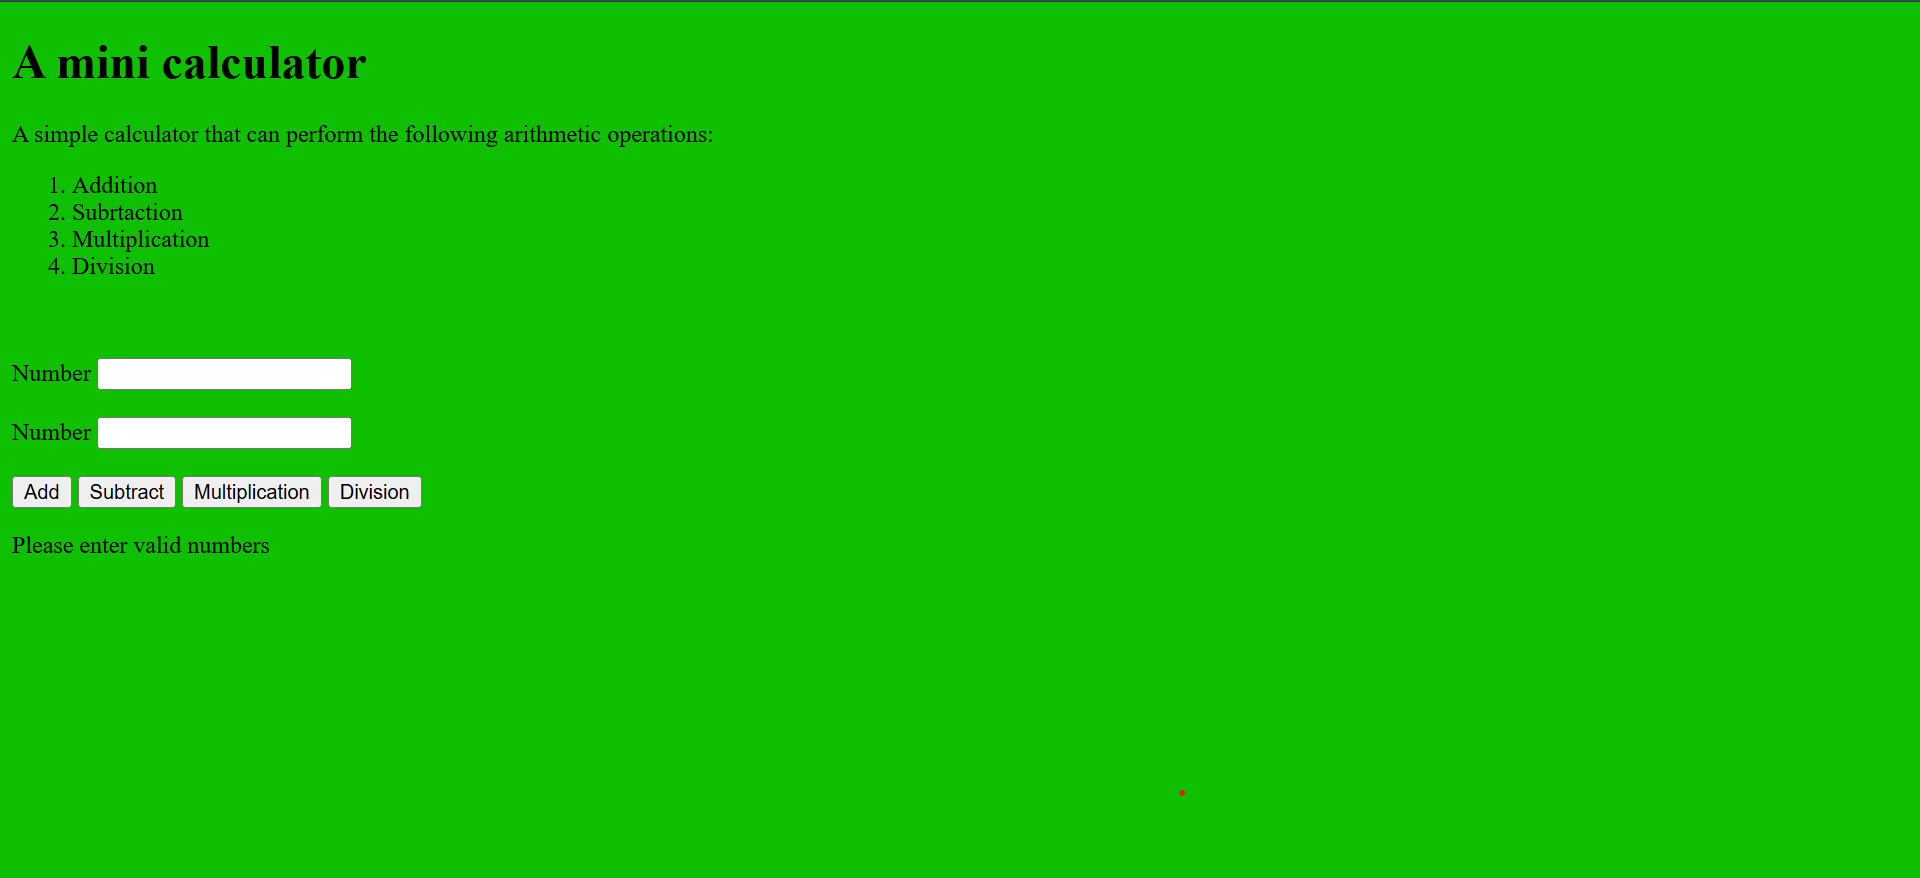 A mini calculator
A simple calculator that can perform the following arithmetic operations:
1. Addition
2. Subrtaction
3. Multiplication
4. Division
Number
Number
Add Subtract Multiplication Division
Please enter valid numbers